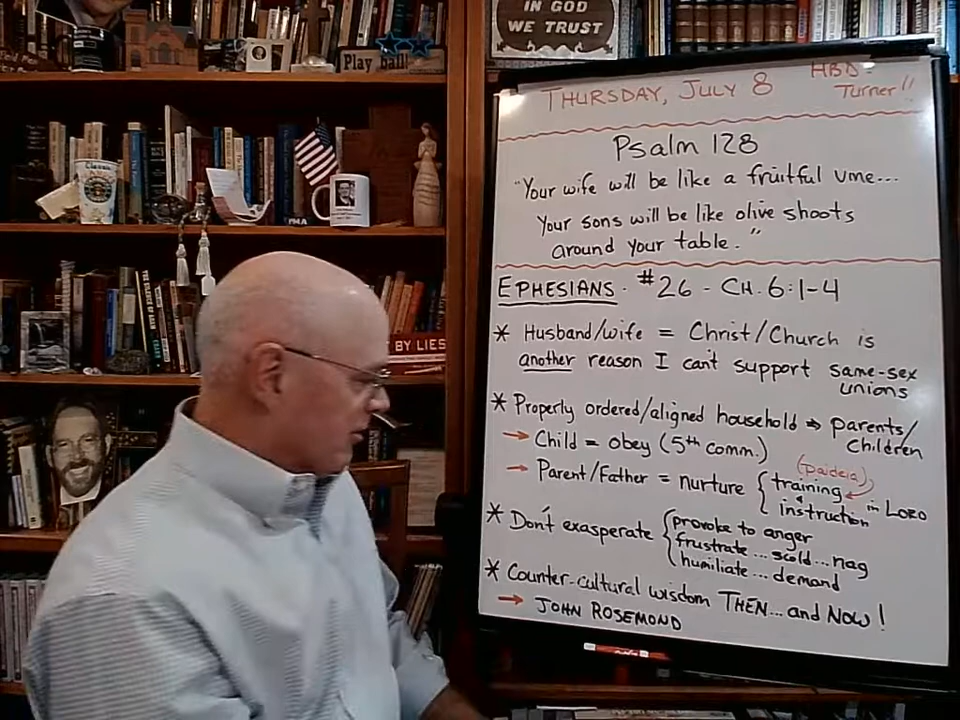 IN GOD
WE TRUST
Play ball!
Classic
BY LIES
THURSDAY, JULY 8
HBD -
Turner!!
Psalm 128
"Your wife will be like a fruitful vine...
Your sons will be like olive shoots
around your table."
EPHESIANS - #26 - CH. 6:1-4
* Husband/wife = Christ/Church is
another reason I can't support same-sex
unions
* Properly ordered/aligned household ⇒ parents/
children
→ Child = obey (5th comm.)
(paideia)
→ Parent/Father = nurture { training
& instruction in LORD
* Don't exasperate { provoke to anger
frustrate... scold... nag
humiliate... demand
* Counter-cultural wisdom THEN... and NOW!
→ JOHN ROSEMOND